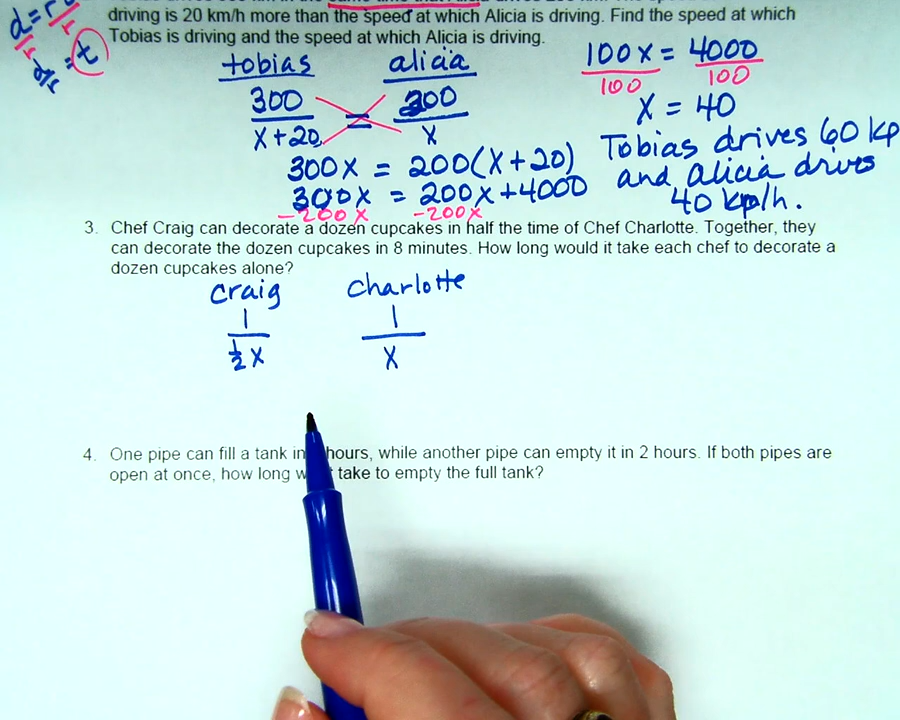 driving is 20 km/h more than the speed at which Alicia is driving. Find the speed at which
Tobias is driving and the speed at which Alicia is driving.
d = r
r r
d/r = t
tobias alicia
300 = 200
x+20 x
300x = 200(x+20)
300x = 200x+4000
-200x -200x
100x = 4000
100 100
x = 40
Tobias drives 60 kp
and alicia drives
40 kp/h.
3. Chef Craig can decorate a dozen cupcakes in half the time of Chef Charlotte. Together, they
can decorate the dozen cupcakes in 8 minutes. How long would it take each chef to decorate a
dozen cupcakes alone?
Craig Charlotte
1 1
1/2 x x
4. One pipe can fill a tank in hours, while another pipe can empty it in 2 hours. If both pipes are
open at once, how long take to empty the full tank?